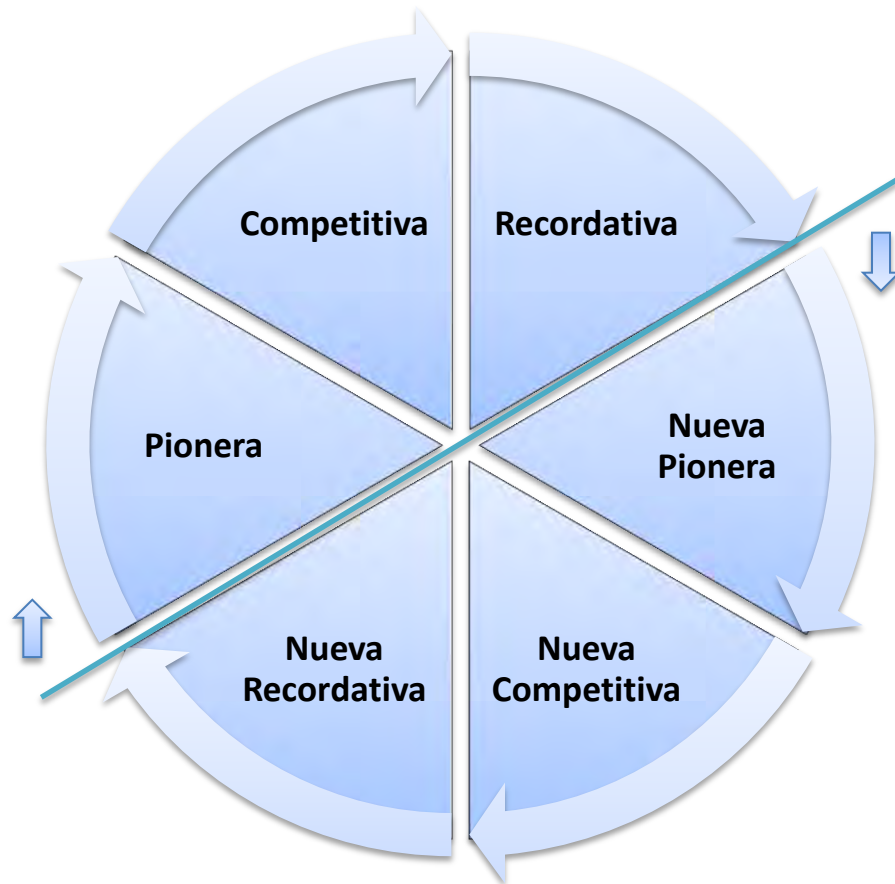 Competitiva
Recordativa
Pionera
Nueva
Pionera
Nueva
Recordativa
Nueva
Competitiva